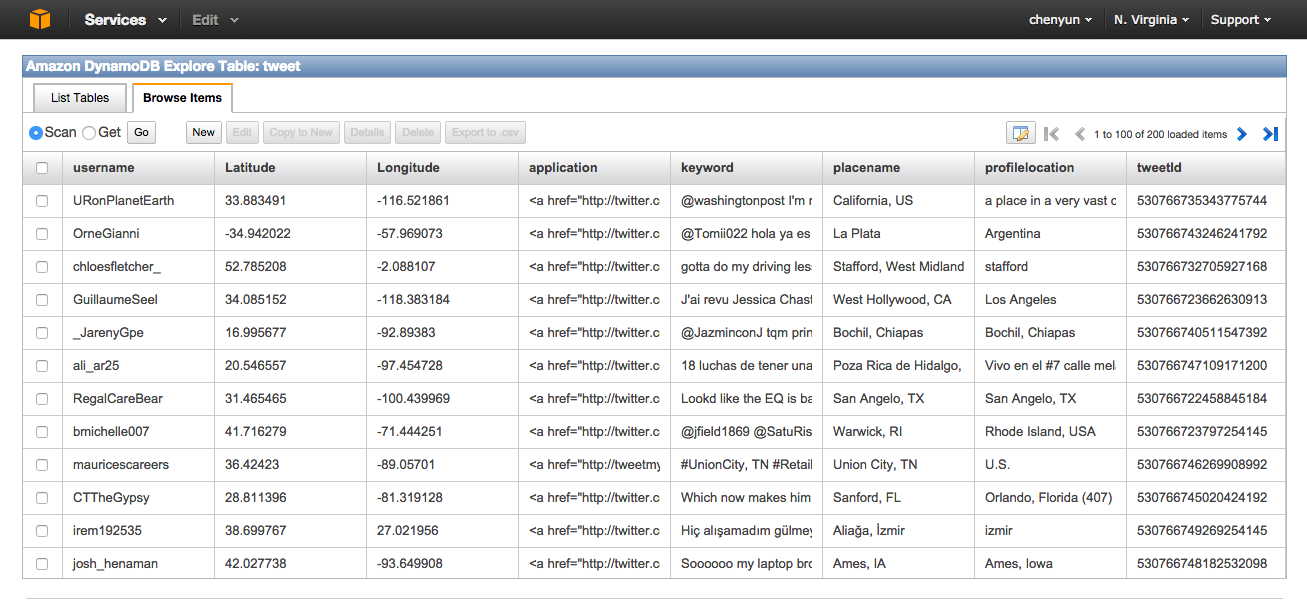 Services Edit chenyun N. Virginia Support
Amazon DynamoDB Explore Table: tweet
List Tables Browse Items
Scan Get Go New Edit Copy to New Details Delete Export to .csv 1 to 100 of 200 loaded items
username Latitude Longitude application keyword placename profilelocation tweetId
URonPlanetEarth 33.883491 -116.521861 <a href="http://twitter.c @washingtonpost I'm r California, US a place in a very vast c 530766735343775744
OrneGianni -34.942022 -57.969073 <a href="http://twitter.c @Tomii022 hola ya es La Plata Argentina 530766743246241792
chloesfletcher_ 52.785208 -2.088107 <a href="http://twitter.c gotta do my driving les Stafford, West Midland stafford 530766732705927168
GuillaumeSeel 34.085152 -118.383184 <a href="http://twitter.c J'ai revu Jessica Chast West Hollywood, CA Los Angeles 530766723662630913
_JarenyGpe 16.995677 -92.89383 <a href="http://twitter.c @JazminconJ tqm prin Bochil, Chiapas Bochil, Chiapas 530766740511547392
ali_ar25 20.546557 -97.454728 <a href="http://twitter.c 18 luchas de tener una Poza Rica de Hidalgo, Vivo en el #7 calle mel 530766747109171200
RegalCareBear 31.465465 -100.439969 <a href="http://twitter.c Lookd like the EQ is ba San Angelo, TX San Angelo, TX 530766722458845184
bmichelle007 41.716279 -71.444251 <a href="http://twitter.c @jfield1869 @SatuRis Warwick, RI Rhode Island, USA 530766723797254145
mauricescareers 36.42423 -89.05701 <a href="http://tweetmy #UnionCity, TN #Retail Union City, TN U.S. 530766746269908992
CTTheGypsy 28.811396 -81.319128 <a href="http://twitter.c Which now makes him Sanford, FL Orlando, Florida (407) 530766745020424192
irem192535 38.699767 27.021956 <a href="http://twitter.c Hiç alışamadım gülmey Aliağa, İzmir izmir 530766749269254145
josh_henaman 42.027738 -93.649908 <a href="http://twitter.c Soooooo my laptop bro Ames, IA Ames, Iowa 530766748182532098